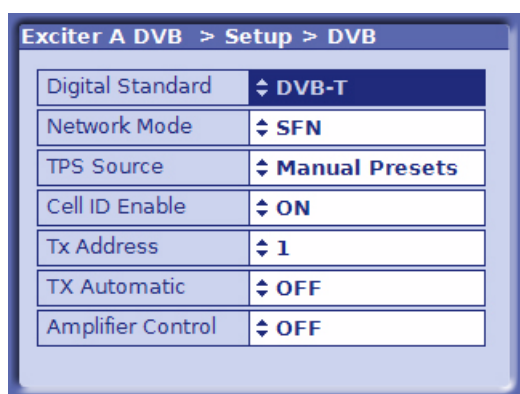 Exciter A DVB > Setup > DVB
Digital Standard DVB-T
Network Mode SFN
TPS Source Manual Presets
Cell ID Enable ON
Tx Address 1
TX Automatic OFF
Amplifier Control OFF